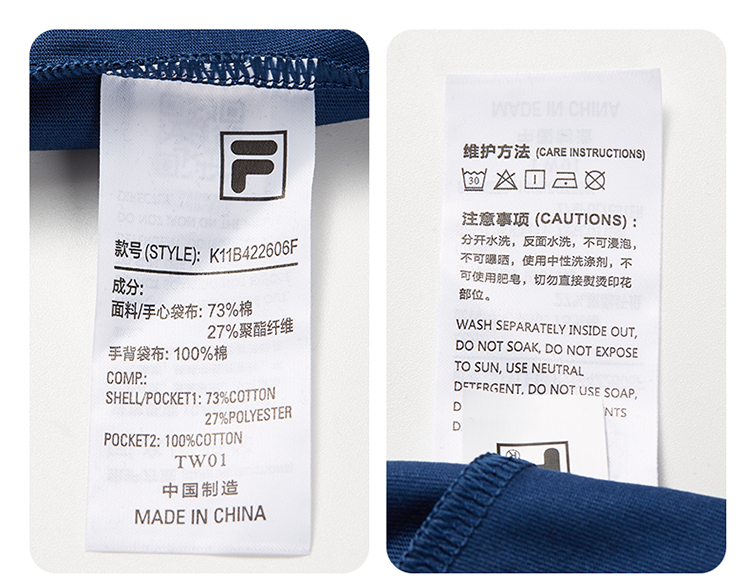 F
款号(STYLE): K11B422606F
成分:
面料/手心袋布: 73%棉
27%聚酯纤维
手背袋布: 100%棉
COMP.:
SHELL/POCKET1: 73%COTTON
27%POLYESTER
POCKET2: 100%COTTON
TW01
中国制造
MADE IN CHINA
维护方法 (CARE INSTRUCTIONS)
30
注意事项 (CAUTIONS) :
分开水洗, 反面水洗, 不可浸泡,
不可曝晒, 使用中性洗涤剂, 不
可使用肥皂, 切勿直接熨烫印花
部位。
WASH SEPARATELY INSIDE OUT,
DO NOT SOAK, DO NOT EXPOSE
TO SUN, USE NEUTRAL
DETERGENT, DO NOT USE SOAP,